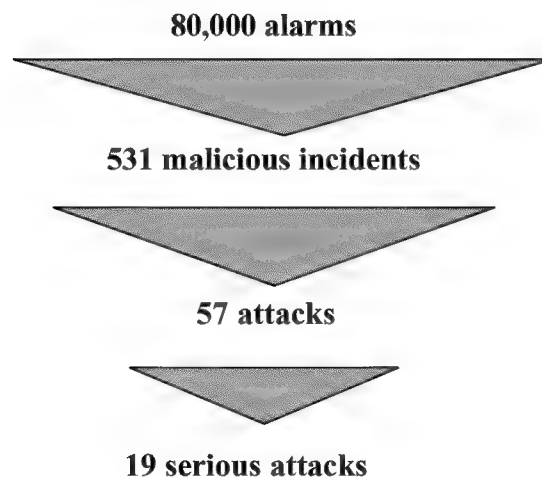 80,000 alarms
531 malicious incidents
57 attacks
19 serious attacks